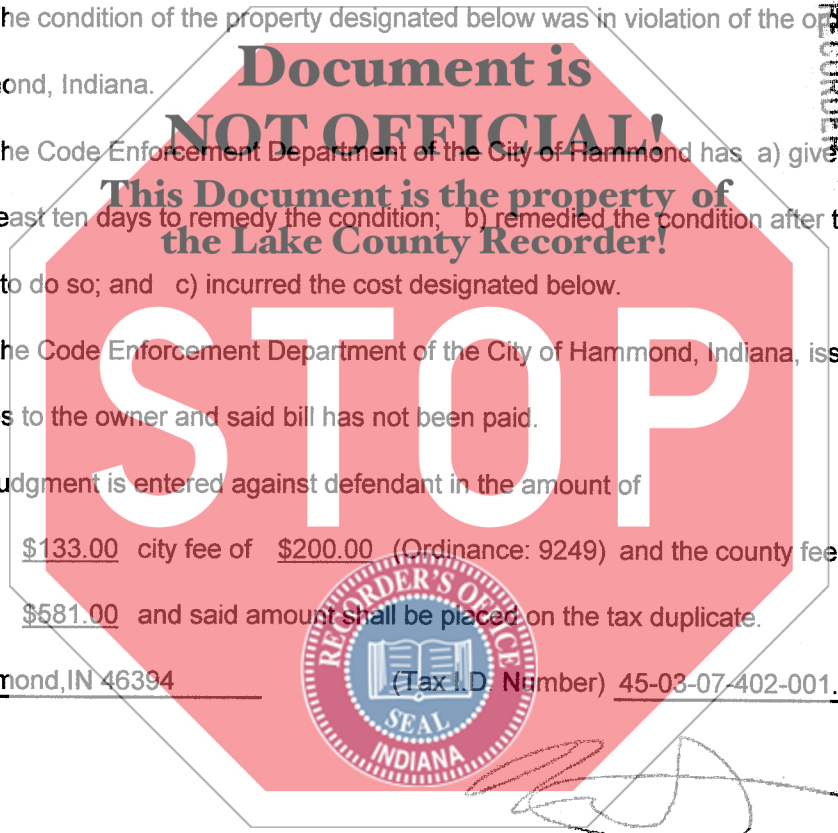 he condition of the property designated below was in violation of the
Document is
ond, Indiana.
NOT OFFICIAL!
he Code Enforcement Department of the City of Hammond has a) give
This Document is the property of
east ten days to remedy the condition; b) remedied the condition after t
the Lake County Recorder!
to do so; and c) incurred the cost designated below.
STOP
he Code Enforcement Department of the City of Hammond, Indiana, iss
s to the owner and said bill has not been paid.
udgment is entered against defendant in the amount of
$133.00 city fee of $200.00 (Ordinance: 9249) and the county fee
$581.00 and said amount shall be placed on the tax duplicate.
RECORDER'S OFFICE
mond,IN 46394 (Tax I.D. Number) 45-03-07-402-001.
SEAL
INDIANA